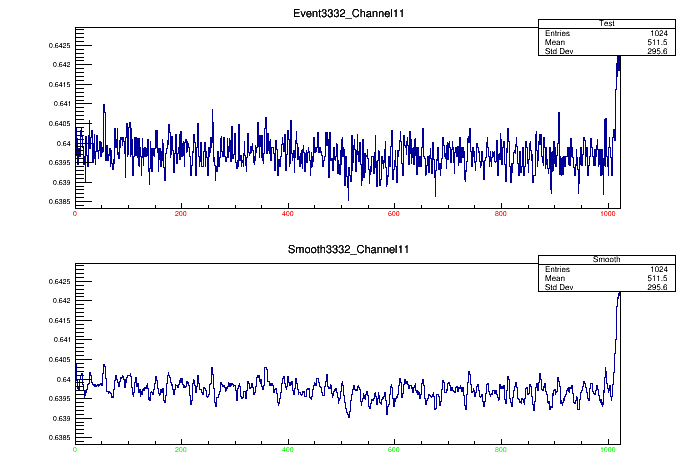 Event3332_Channel11
Test
Entries 1024
Mean 511.5
Std Dev 295.6
0.6425
0.642
0.6415
0.641
0.6405
0.64
0.6395
0.639
0.6385
0 200 400 600 800 1000
Smooth3332_Channel11
Smooth
Entries 1024
Mean 511.5
Std Dev 295.6
0.6425
0.642
0.6415
0.641
0.6405
0.64
0.6395
0.639
0.6385
0 200 400 600 800 1000